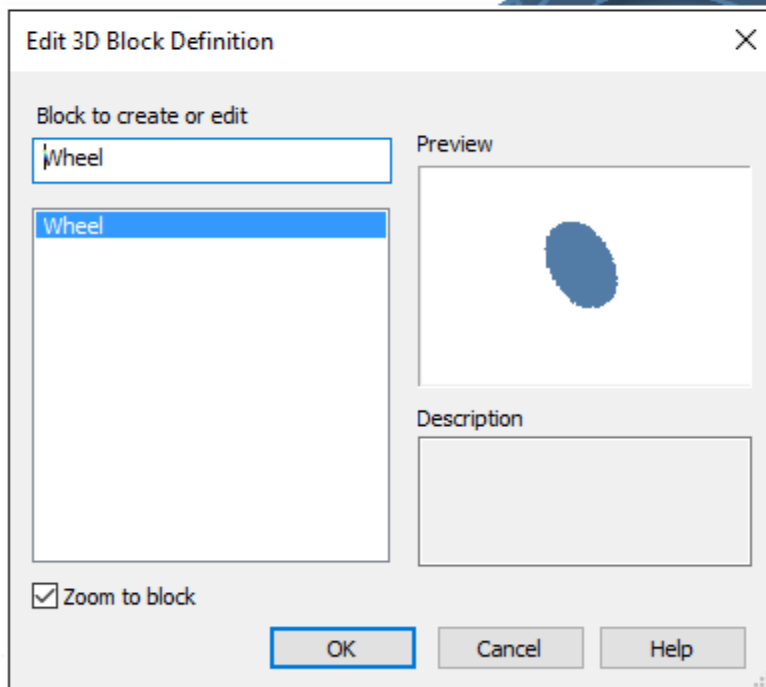 Edit 3D Block Definition
Block to create or edit
Wheel
Wheel
Preview
Description
Zoom to block
OK
Cancel
Help